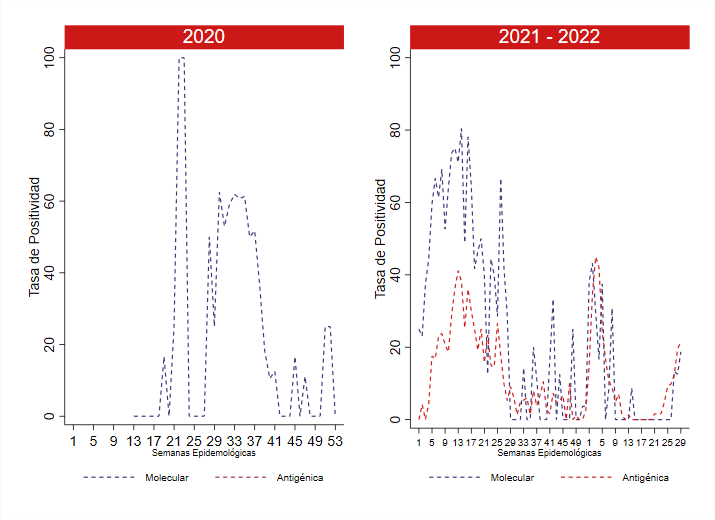 2020
Tasa de Positividad
100
80
60
40
20
0
1 5 9 13 17 21 25 29 33 37 41 45 49 53
Semanas Epidemológicas
Molecular Antigénica
2021 - 2022
Tasa de Positividad
100
80
60
40
20
0
1 5 9 13 17 21 25 29 33 37 41 45 49 1 5 9 13 17 21 25 29
Semanas Epidemológicas
Molecular Antigénica